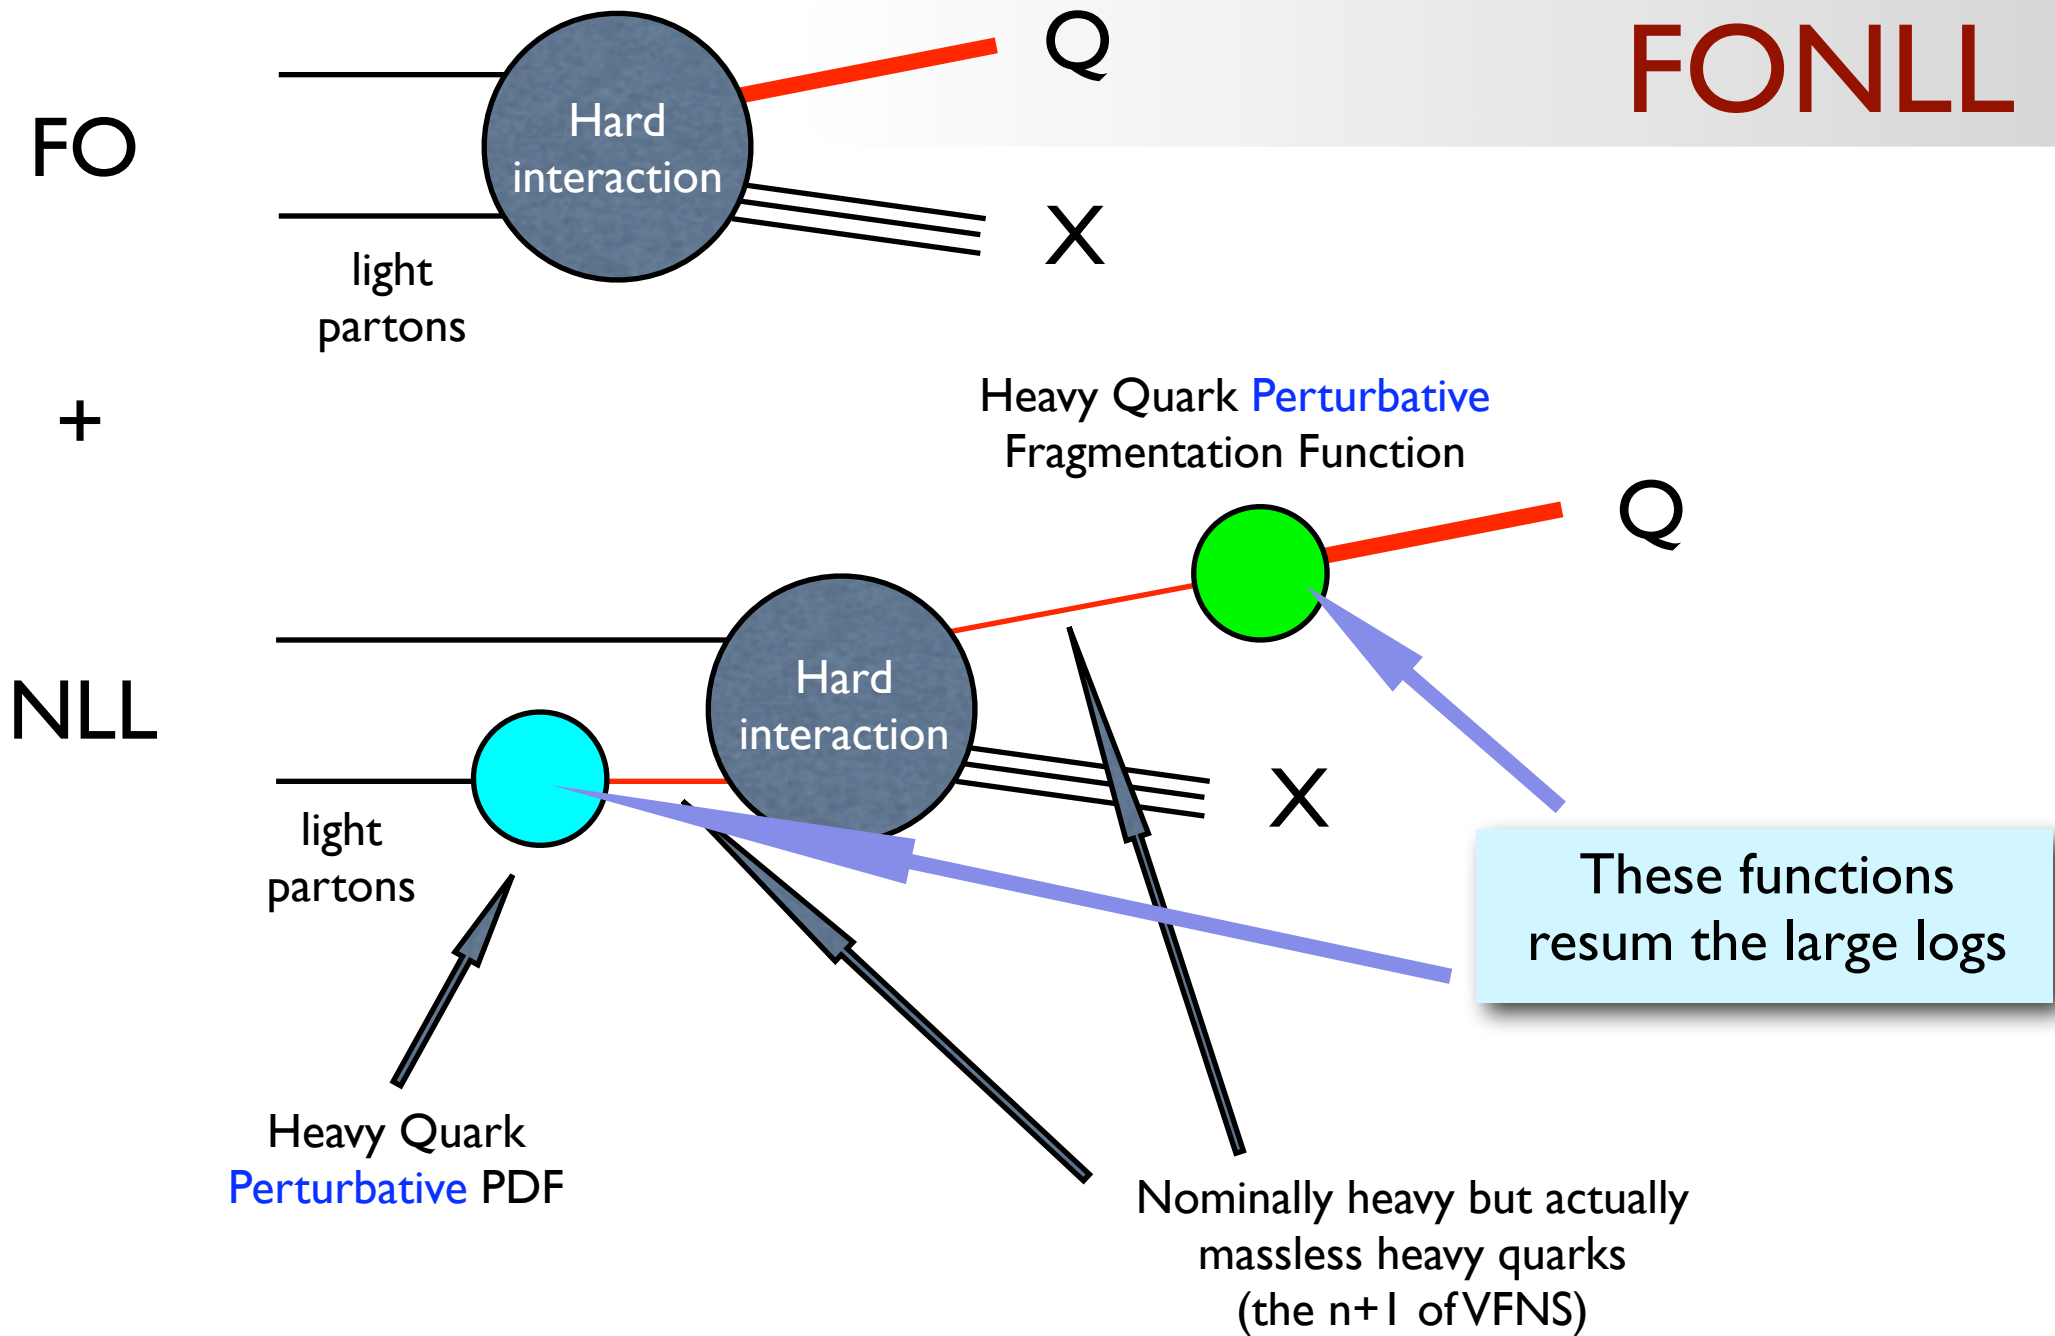 FONLL
FO
Hard
interaction
Q
X
light
partons
+
Heavy Quark Perturbative
Fragmentation Function
Q
NLL
Hard
interaction
X
light
partons
These functions
resum the large logs
Heavy Quark
Perturbative PDF
Nominally heavy but actually
massless heavy quarks
(the n+1 of VFNS)